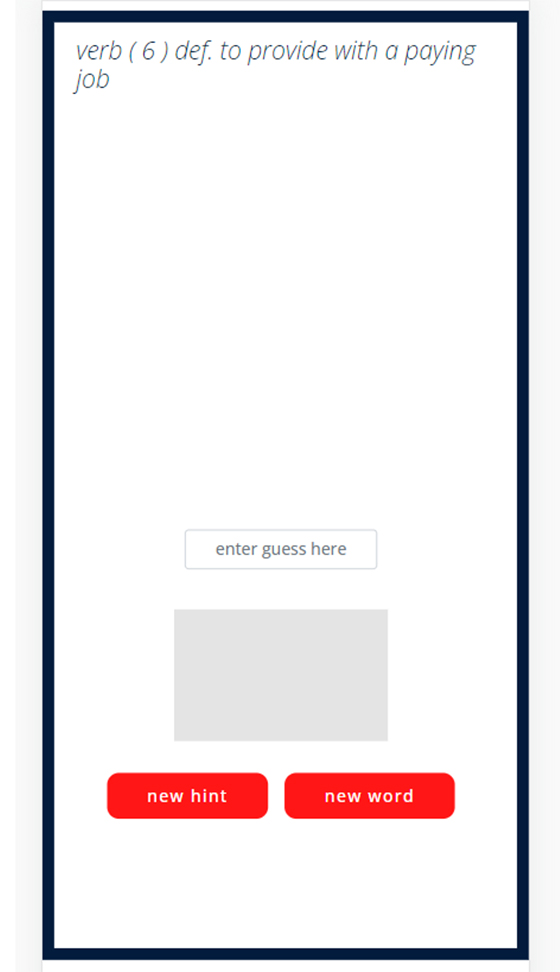 verb ( 6 ) def. to provide with a paying
job
enter guess here
new hint
new word